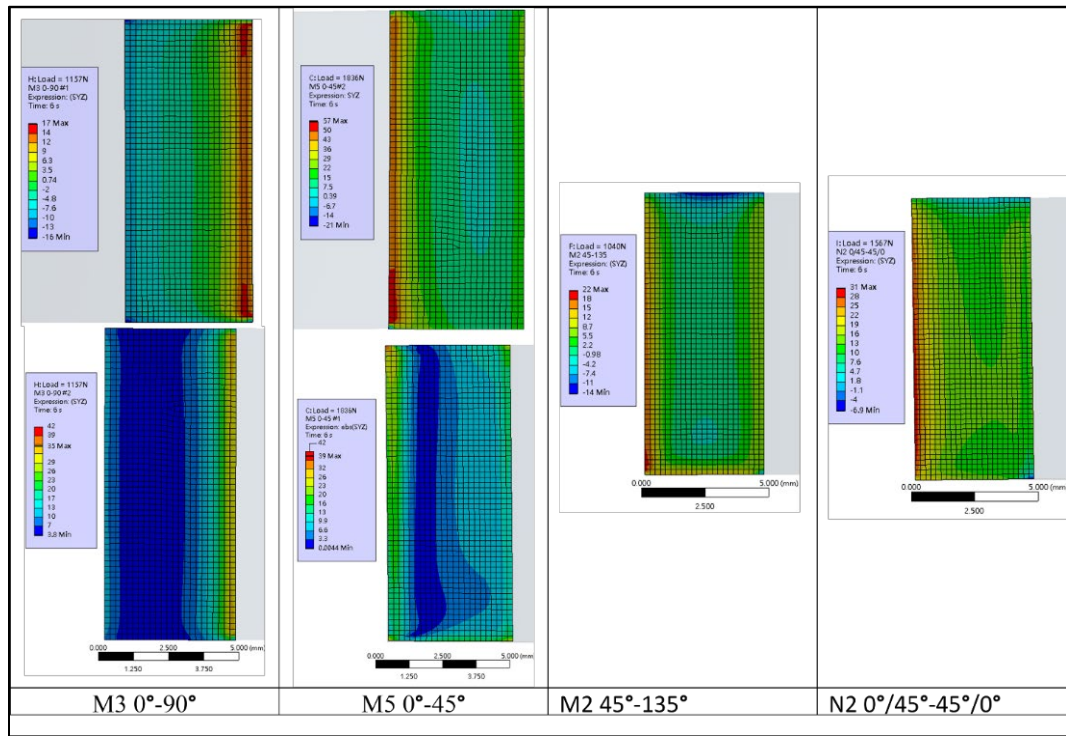 H: Load = 1137N
M3 0-90 #1
Expression: (SYZ)
Time: 6 s
17 Max
14
12
9
6.3
3.5
0.74
-2
-4.8
-7.6
-10
-13
-16 Min
H: Load = 1137N
M3 0-90 #2
Expression: (SYZ)
Time: 6 s
42
39
35 Max
29
26
23
20
17
13
10
7
3.8 Min
0.000
2.500
5.000 (mm)
1.250
3.750
C: Load = 1836N
M5 0-45#2
Expression: SYZ
Time: 6 s
57 Max
50
43
36
29
22
15
7.5
0.39
-6.7
-14
-21 Min
C: Load = 1836N
M5 0-45 #1
Expression: abs(SYZ)
Time: 6 s
42
39 Max
32
26
23
20
16
13
9.9
6.6
3.3
0.0044 Min
0.000
2.500
5.000 (mm)
1.250
3.750
F: Load = 1040N
M2 45-135
Expression: (SYZ)
Time: 6 s
22 Max
18
15
12
8.7
5.5
2.2
-0.98
-4.2
-7.4
-11
-14 Min
0.000
5.000 (mm)
2.500
I: Load = 1567N
N2 0/45-45/0
Expression: (SYZ)
Time: 6 s
31 Max
28
25
22
19
16
13
10
7.6
4.7
1.8
-1.1
-4
-6.9 Min
0.000
5.000 (mm)
2.500
M3 0°-90°
M5 0°-45°
M2 45°-135°
N2 0°/45°-45°/0°